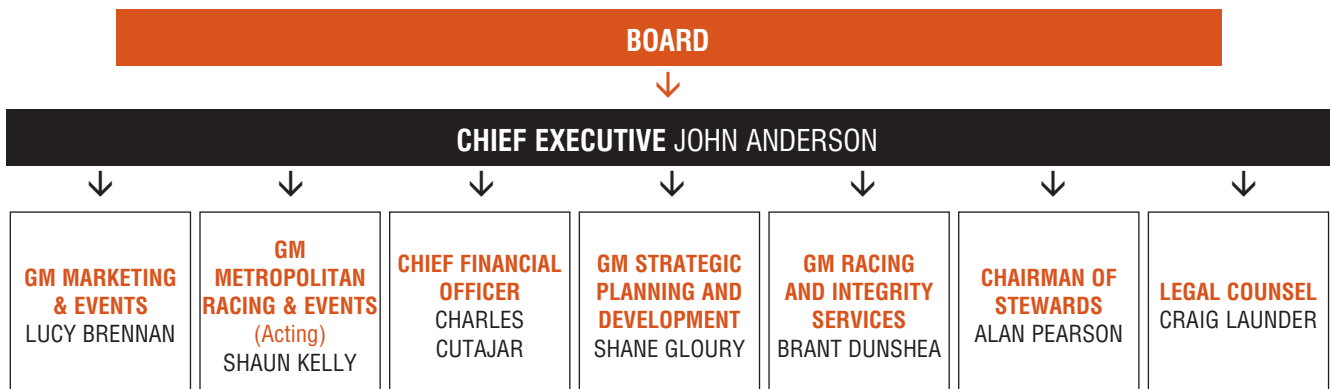 BOARD
CHIEF EXECUTIVE JOHN ANDERSON
GM MARKETING
& EVENTS
LUCY BRENNAN
GM
METROPOLITAN
RACING & EVENTS
(Acting)
SHAUN KELLY
CHIEF FINANCIAL
OFFICER
CHARLES
CUTAJAR
GM STRATEGIC
PLANNING AND
DEVELOPMENT
SHANE GLOURY
GM RACING
AND INTEGRITY
SERVICES
BRANT DUNSHEA
CHAIRMAN OF
STEWARDS
ALAN PEARSON
LEGAL COUNSEL
CRAIG LAUNDER